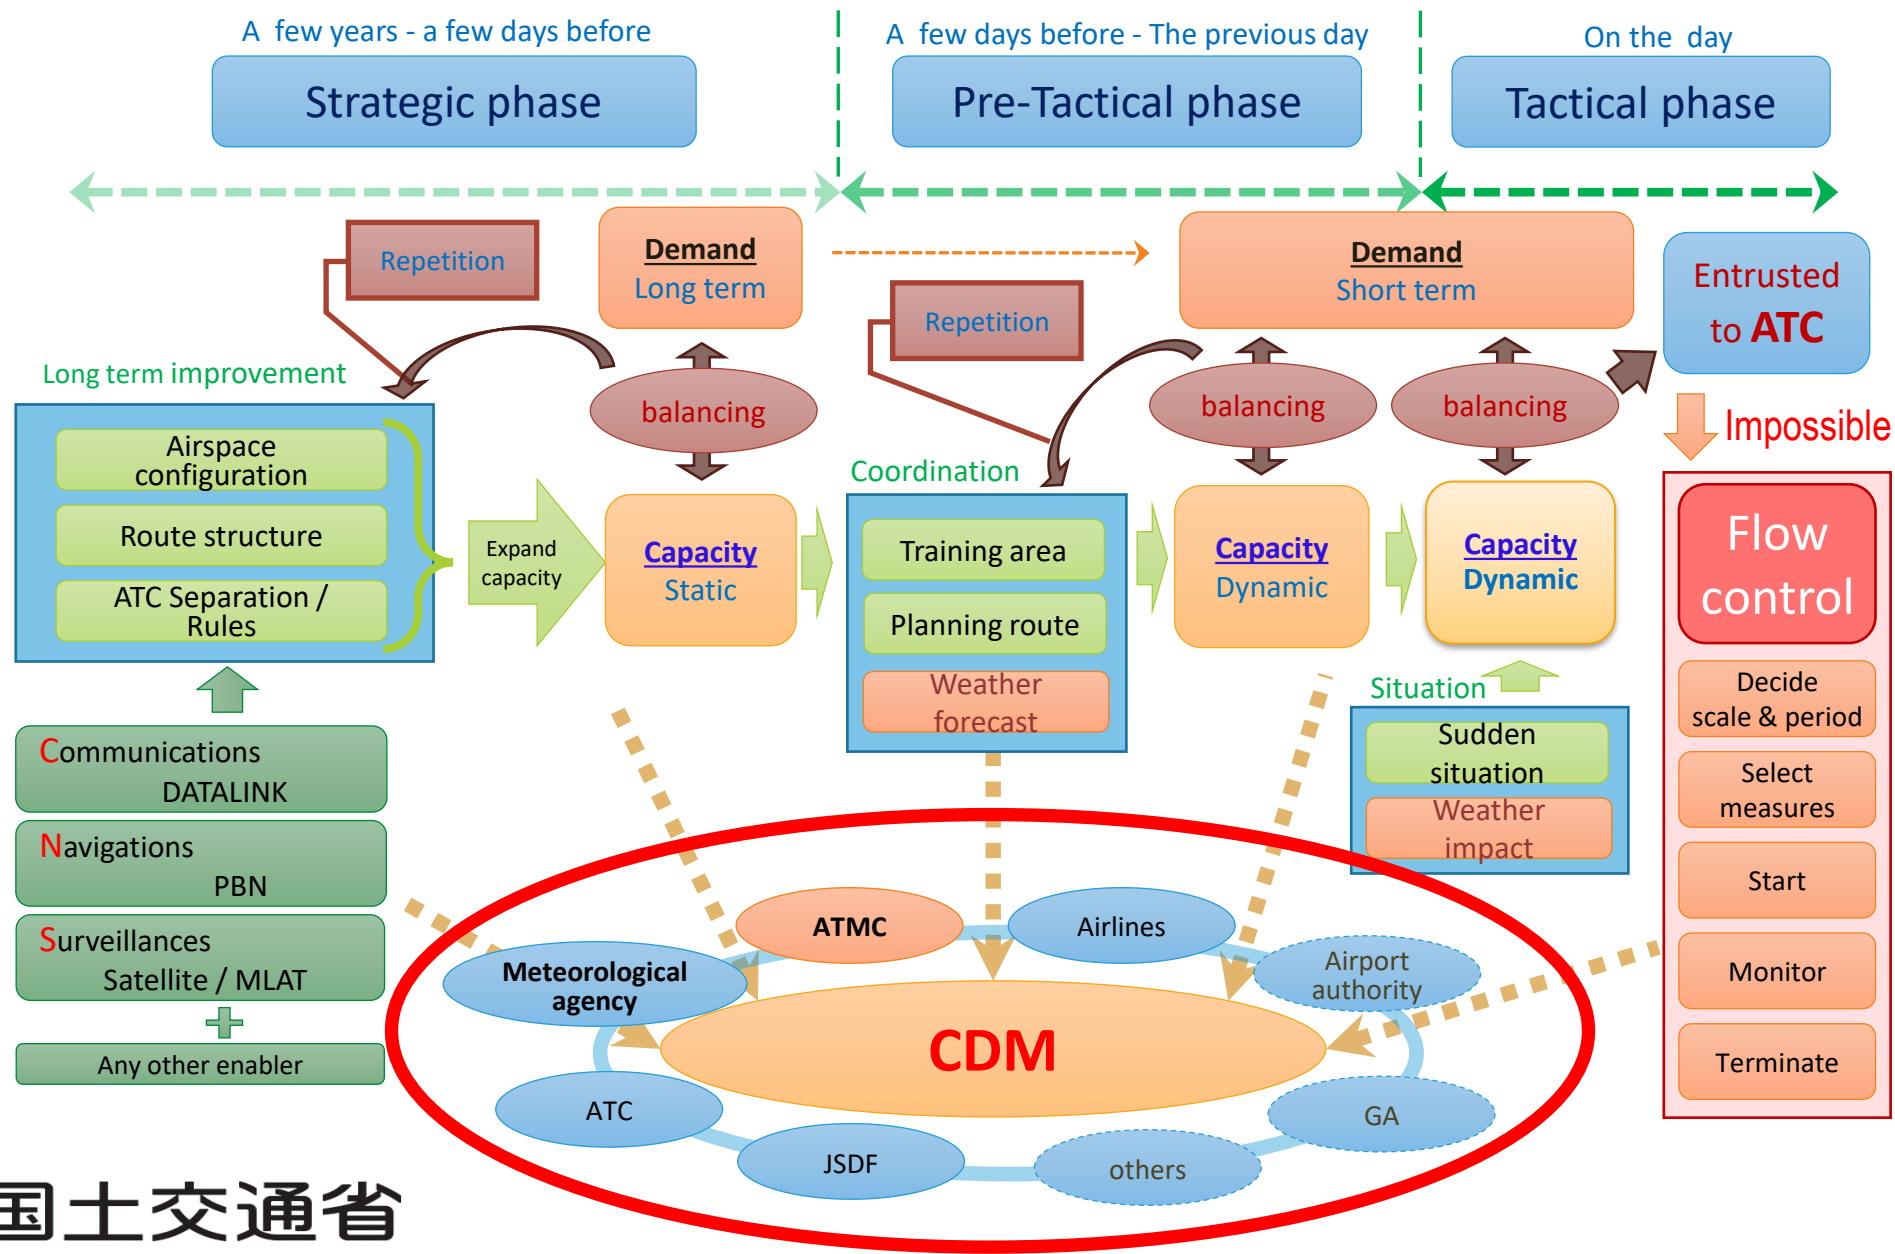 A few years - a few days before
A few days before - The previous day
On the day
Strategic phase
Pre-Tactical phase
Tactical phase
Repetition
Demand
Long term
Repetition
Demand
Short term
Entrusted
to ATC
Long term improvement
balancing
balancing
balancing
Impossible
Airspace
configuration
Route structure
ATC Separation /
Rules
Expand
capacity
Capacity
Static
Coordination
Training area
Planning route
Weather
forecast
Capacity
Dynamic
Capacity
Dynamic
Situation
Sudden
situation
Weather
impact
Flow
control
Decide
scale & period
Select
measures
Start
Monitor
Terminate
Communications
DATALINK
Navigations
PBN
Surveillances
Satellite / MLAT
Any other enabler
ATMC
Airlines
Meteorological
agency
Airport
authority
CDM
ATC
GA
JSDF
others
国土交通省